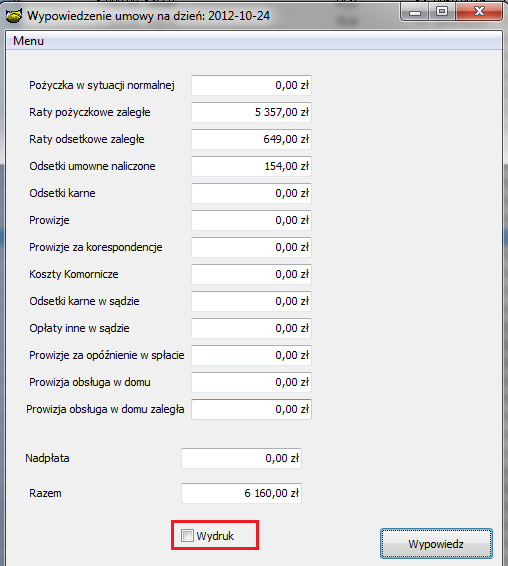 Wypowiedzenie umowy na dzień: 2012-10-24
Menu
Pożyczka w sytuacji normalnej 0,00 zł
Raty pożyczkowe zaległe 5 357,00 zł
Raty odsetkowe zaległe 649,00 zł
Odsetki umowne naliczone 154,00 zł
Odsetki karne 0,00 zł
Prowizje 0,00 zł
Prowizje za korespondencje 0,00 zł
Koszty Komornicze 0,00 zł
Odsetki karne w sądzie 0,00 zł
Opłaty inne w sądzie 0,00 zł
Prowizje za opóźnienie w spłacie 0,00 zł
Prowizja obsługa w domu 0,00 zł
Prowizja obsługa w domu zaległa 0,00 zł
Nadpłata 0,00 zł
Razem 6 160,00 zł
Wydruk
Wypowiedz